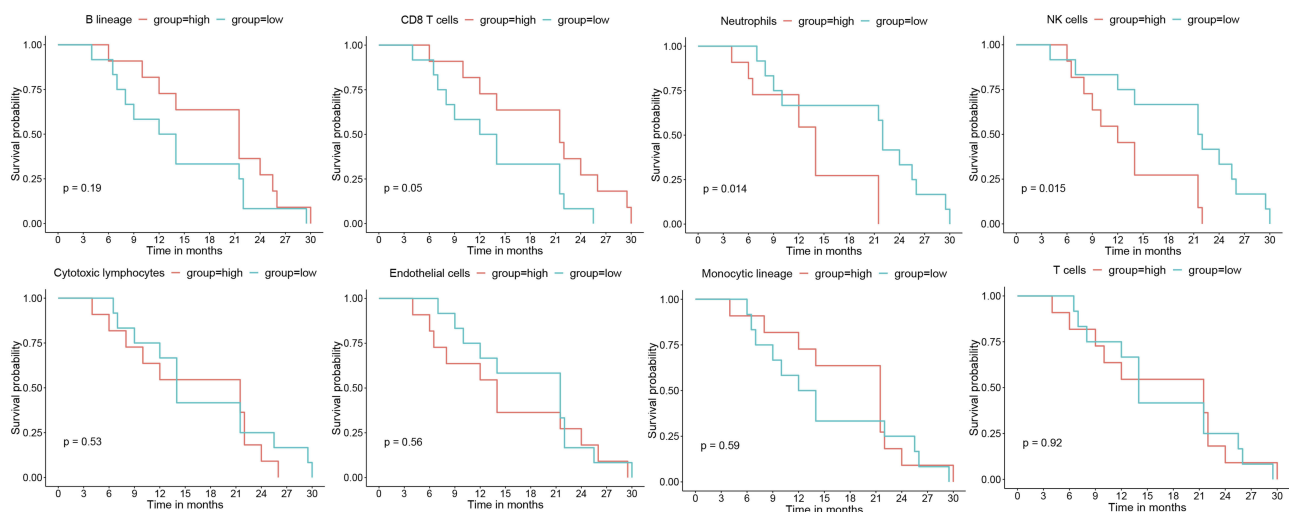 B lineage group=high group=low
Survival probability
1.00
0.75
0.50
0.25
0.00
p = 0.19
0 3 6 9 12 15 18 21 24 27 30
Time in months
CD8 T cells group=high group=low
Survival probability
1.00
0.75
0.50
0.25
0.00
p = 0.05
0 3 6 9 12 15 18 21 24 27 30
Time in months
Neutrophils group=high group=low
Survival probability
1.00
0.75
0.50
0.25
0.00
p = 0.014
0 3 6 9 12 15 18 21 24 27 30
Time in months
NK cells group=high group=low
Survival probability
1.00
0.75
0.50
0.25
0.00
p = 0.015
0 3 6 9 12 15 18 21 24 27 30
Time in months
Cytotoxic lymphocytes group=high group=low
Survival probability
1.00
0.75
0.50
0.25
0.00
p = 0.53
0 3 6 9 12 15 18 21 24 27 30
Time in months
Endothelial cells group=high group=low
Survival probability
1.00
0.75
0.50
0.25
0.00
p = 0.56
0 3 6 9 12 15 18 21 24 27 30
Time in months
Monocytic lineage group=high group=low
Survival probability
1.00
0.75
0.50
0.25
0.00
p = 0.59
0 3 6 9 12 15 18 21 24 27 30
Time in months
T cells group=high group=low
Survival probability
1.00
0.75
0.50
0.25
0.00
p = 0.92
0 3 6 9 12 15 18 21 24 27 30
Time in months